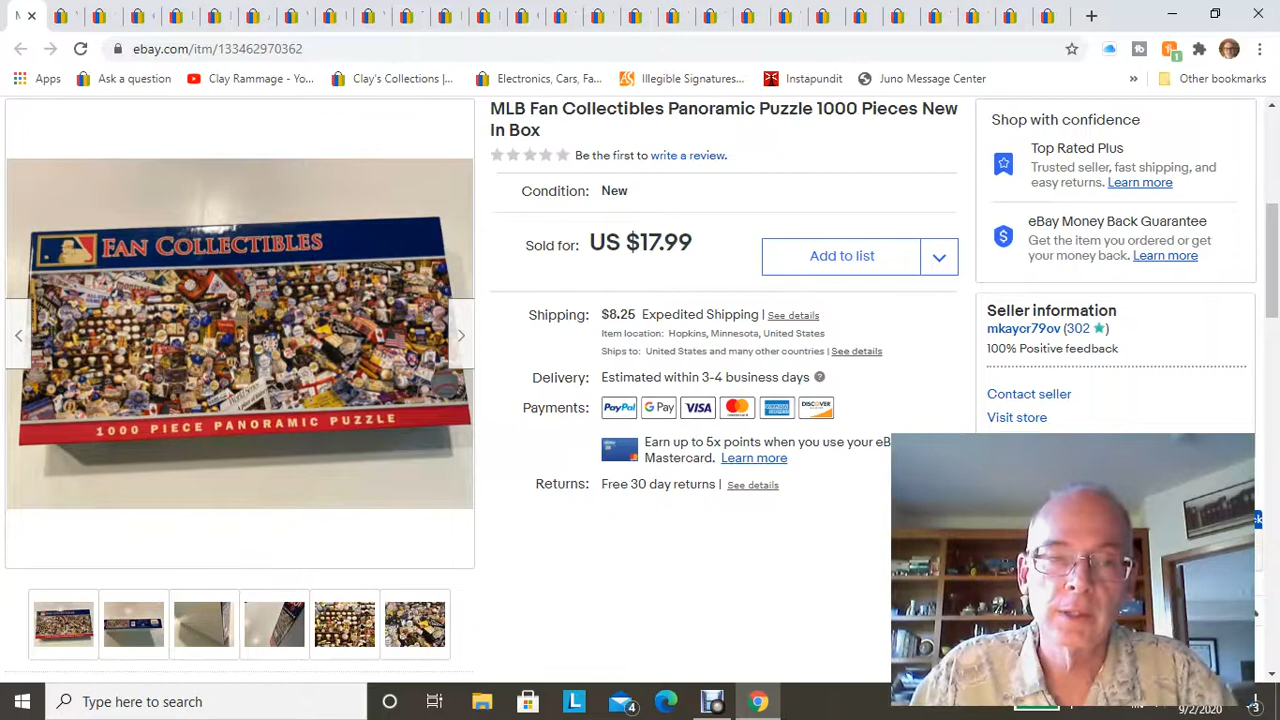 M
ebay.com/itm/133462970362
1
Apps
Ask a question
Clay Rammage - Yo...
Clay's Collections |...
Electronics, Cars, Fa...
Illegible Signatures...
Instapundit
Juno Message Center
»
Other bookmarks
MLB Fan Collectibles Panoramic Puzzle 1000 Pieces New
In Box
Be the first to write a review.
Condition: New
Sold for: US $17.99
Add to list
Shipping: $8.25 Expedited Shipping | See details
Item location: Hopkins, Minnesota, United States
Ships to: United States and many other countries | See details
Delivery: Estimated within 3-4 business days
Payments: PayPal G Pay VISA DISCOVER
Earn up to 5x points when you use your eB
Mastercard. Learn more
Returns: Free 30 day returns | See details
Shop with confidence
Top Rated Plus
Trusted seller, fast shipping, and
easy returns. Learn more
eBay Money Back Guarantee
Get the item you ordered or get
your money back. Learn more
Seller information
mkayor79ov (302)
100% Positive feedback
Contact seller
Visit store
FAN COLLECTIBLES
1000 PIECE PANORAMIC PUZZLE
Type here to search
L
4
9/2/2020
3